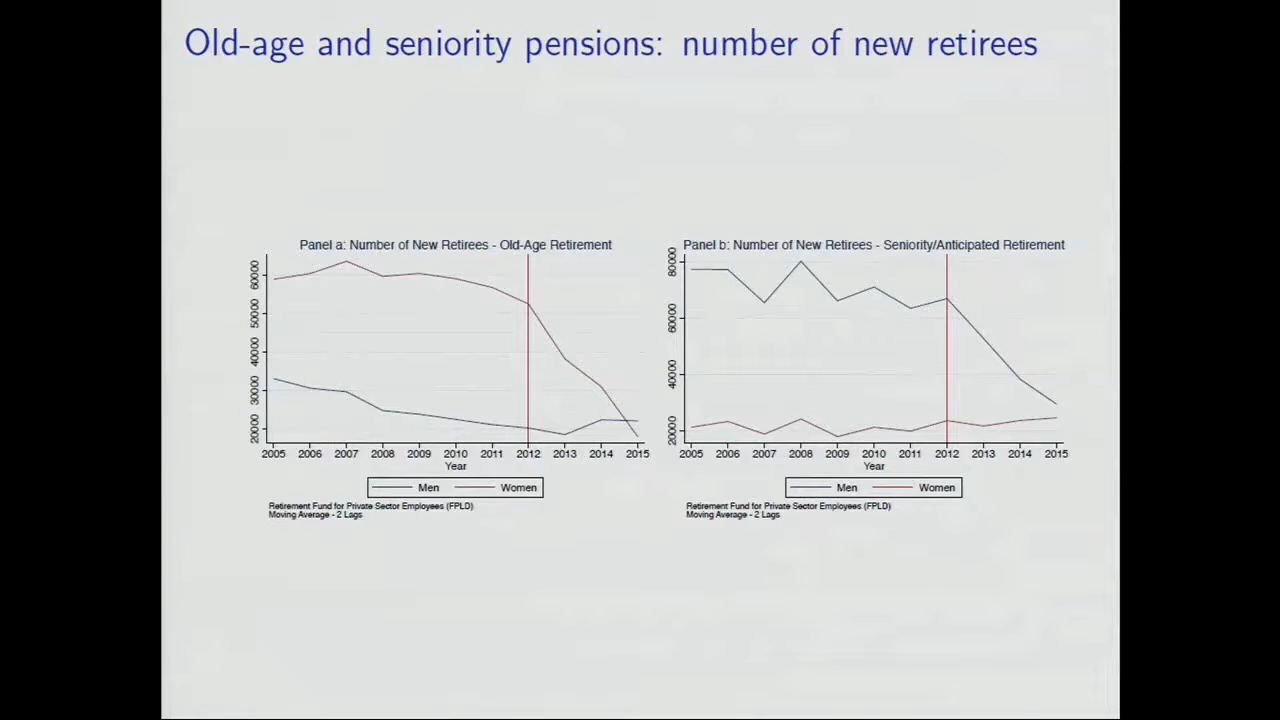 Old-age and seniority pensions: number of new retirees
Panel a: Number of New Retirees - Old-Age Retirement
60000
50000
40000
30000
20000
2005 2006 2007 2008 2009 2010 2011 2012 2013 2014 2015
Year
Men Women
Retirement Fund for Private Sector Employees (FPLD)
Moving Average - 2 Lags
Panel b: Number of New Retirees - Seniority/Anticipated Retirement
80000
60000
40000
20000
2005 2006 2007 2008 2009 2010 2011 2012 2013 2014 2015
Year
Men Women
Retirement Fund for Private Sector Employees (FPLD)
Moving Average - 2 Lags